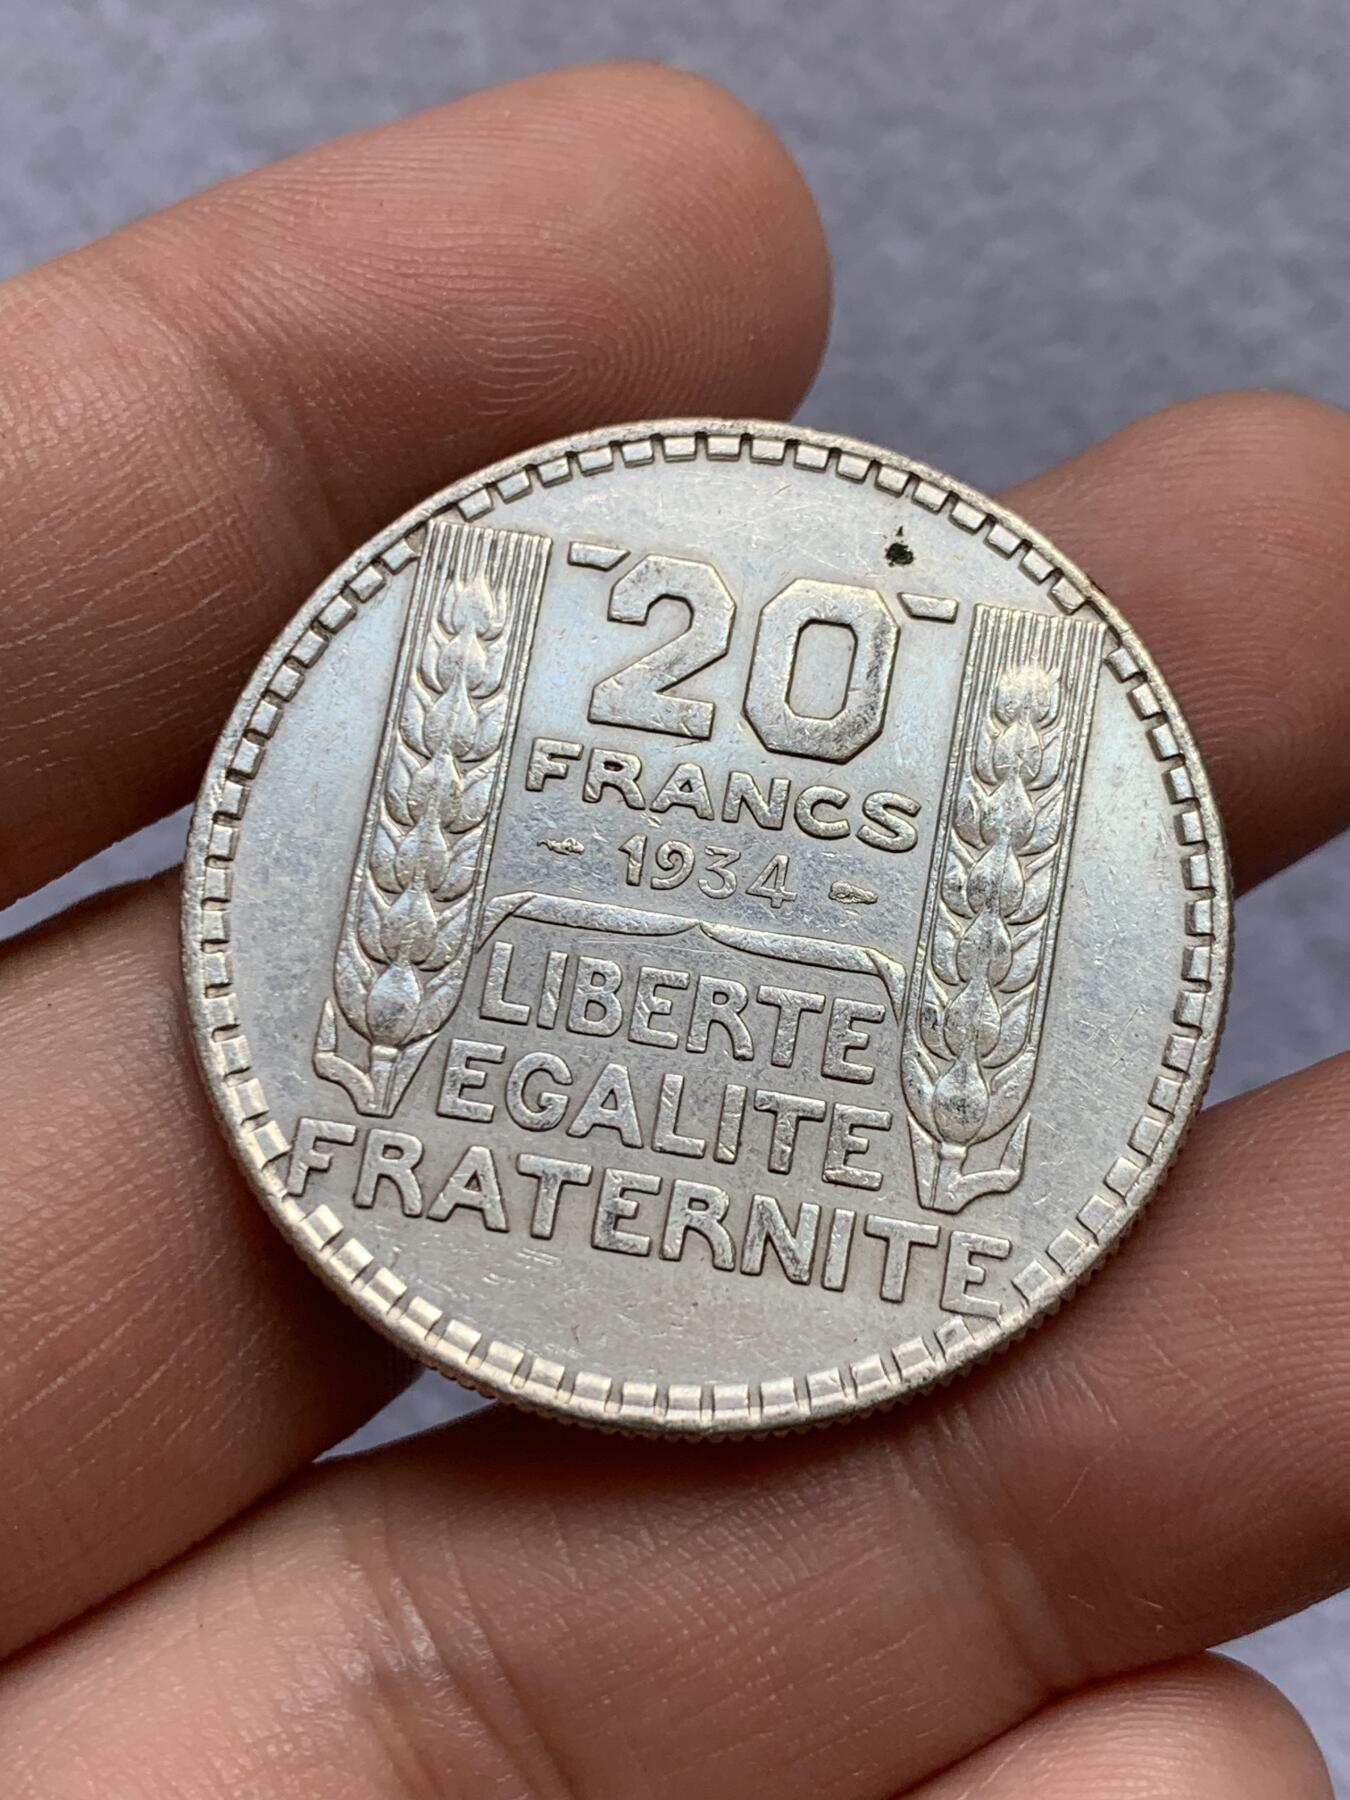 20
FRANCS
1934
LIBERTE
EGALITE
FRATERNITE